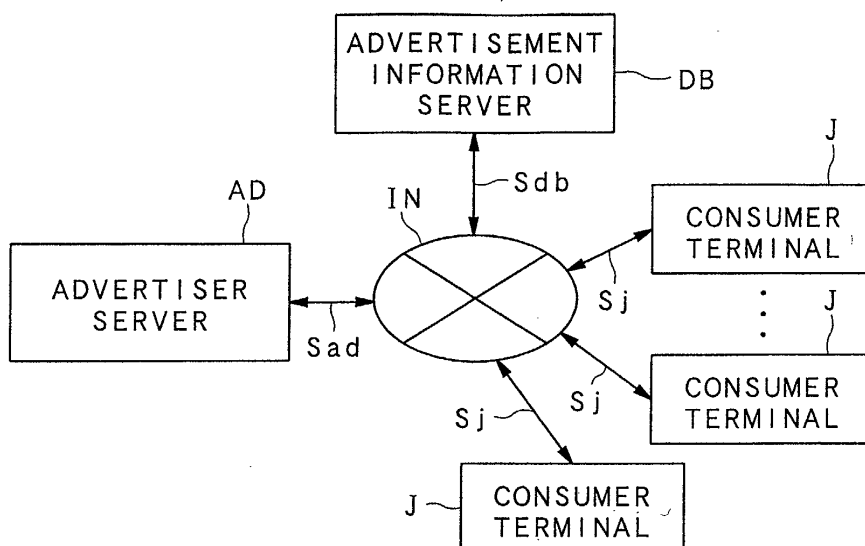 ADVERTISEMENT
INFORMATION
SERVER
DB
Sdb
J
AD
IN
CONSUMER
TERMINAL
ADVERTISER
SERVER
Sj
Sad
J
Sj
CONSUMER
TERMINAL
Sj
J
CONSUMER
TERMINAL